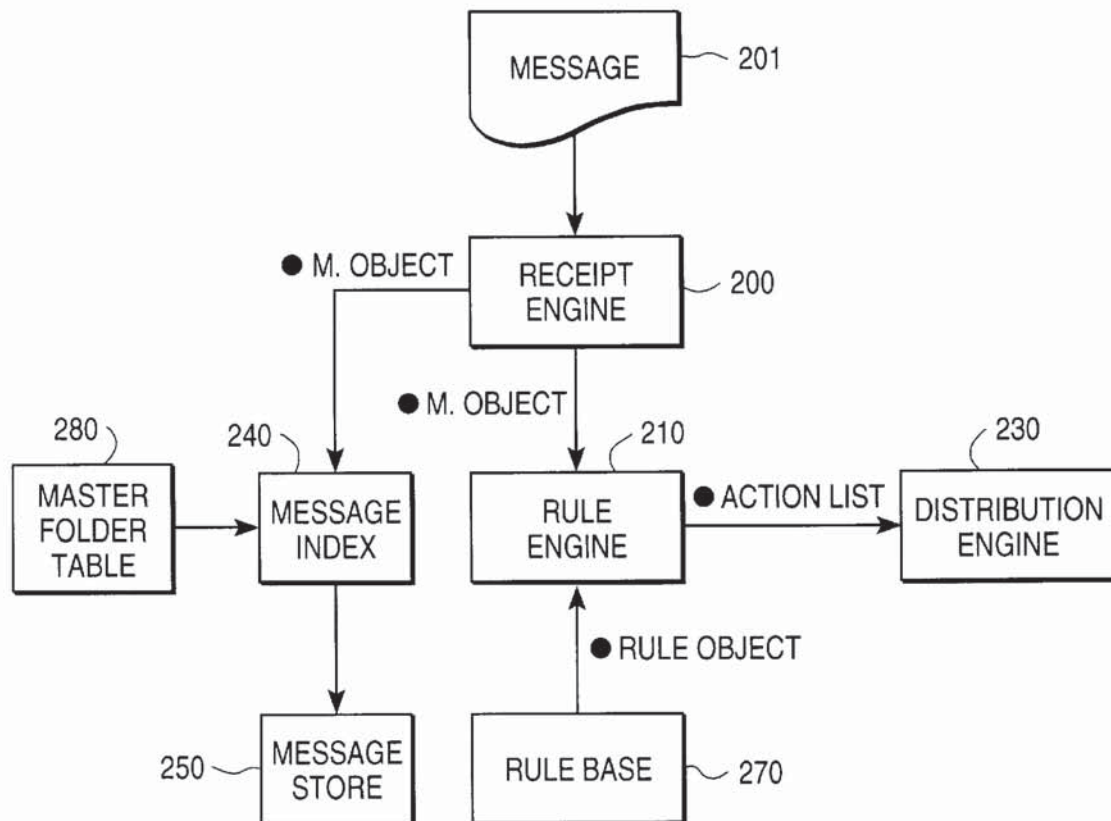 MESSAGE
201
● M. OBJECT
RECEIPT
ENGINE
200
● M. OBJECT
280
240
210
230
MASTER
FOLDER
TABLE
MESSAGE
INDEX
RULE
ENGINE
● ACTION LIST
DISTRIBUTION
ENGINE
● RULE OBJECT
250
MESSAGE
STORE
RULE BASE
270